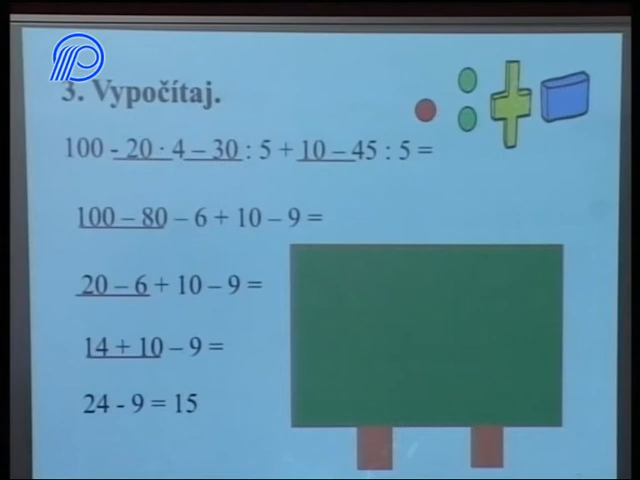 3. Vypočítaj.
100 - 20 · 4 – 30 : 5 + 10 – 45 : 5 =
100 – 80 – 6 + 10 – 9 =
20 – 6 + 10 – 9 =
14 + 10 – 9 =
24 - 9 = 15